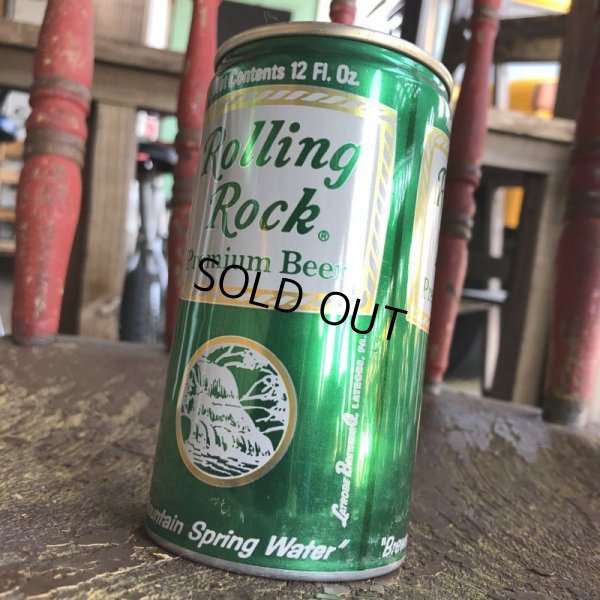 Contents 12 Fl. Oz.
Rolling
Rock®
Premium Beer
SOLD OUT
Latrobe Brewing Co. LATROBE, PA.
Mountain Spring Water"
"Brew